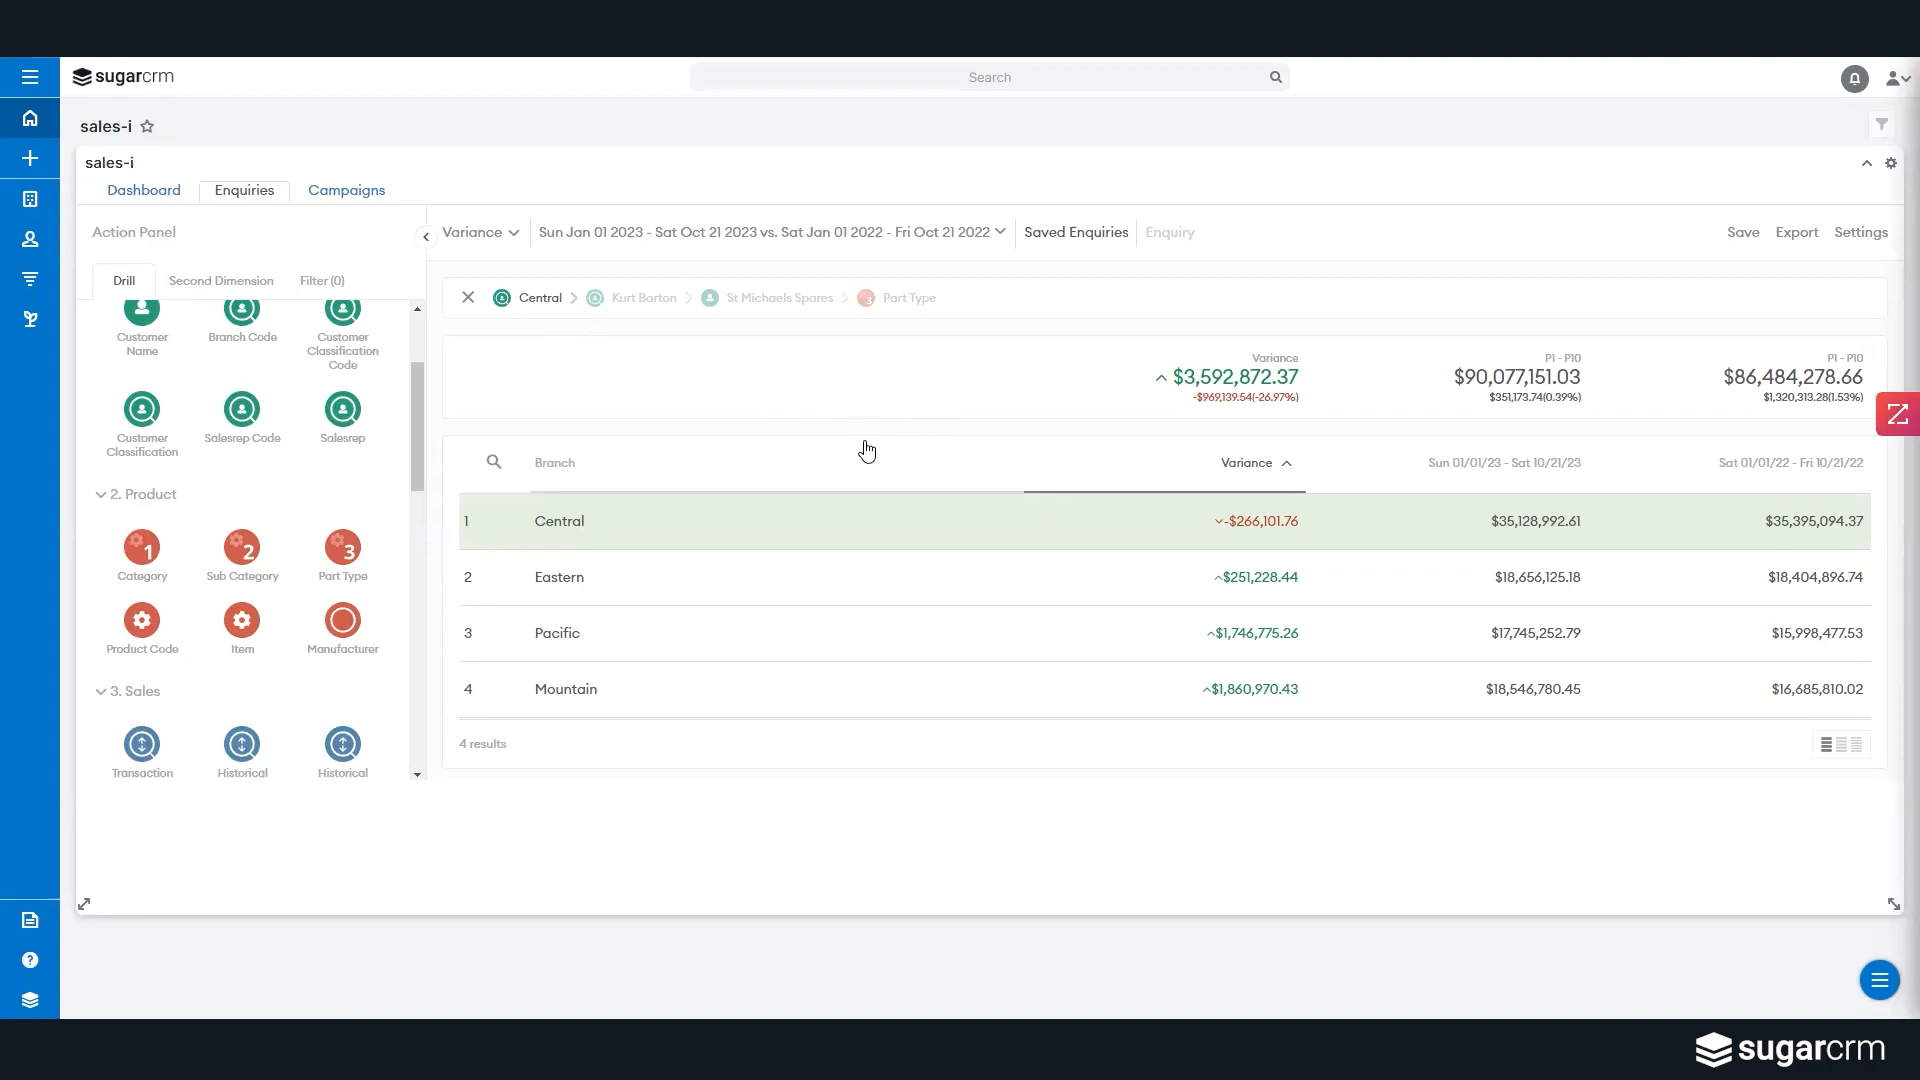 sugarcrm
Search
sales-i
sales-i
Dashboard Enquiries Campaigns
Action Panel
Variance Sun Jan 01 2023 - Sat Oct 21 2023 vs. Sat Jan 01 2022 - Fri Oct 21 2022 Saved Enquiries Enquiry Save Export Settings
Drill Second Dimension Filter (0)
Central Kurt Barton St Michaels Spares 3 Part Type
Customer Name
Branch Code
Customer Classification Code
Customer Classification
Salesrep Code
Salesrep
2. Product
1 Category
2 Sub Category
3 Part Type
Product Code
Item
Manufacturer
3. Sales
Transaction
Historical
Historical
Variance P1 - P10 P1 - P10
$3,592,872.37 $90,077,151.03 $86,484,278.66
-$969,139.54(-26.97%) $351,173.74(0.39%) $1,320,313.28(1.53%)
Branch Variance Sun 01/01/23 - Sat 10/21/23 Sat 01/01/22 - Fri 10/21/22
1 Central -$266,101.76 $35,128,992.61 $35,395,094.37
2 Eastern $251,228.44 $18,656,125.18 $18,404,896.74
3 Pacific $1,746,775.26 $17,745,252.79 $15,998,477.53
4 Mountain $1,860,970.43 $18,546,780.45 $16,685,810.02
4 results
sugarcrm